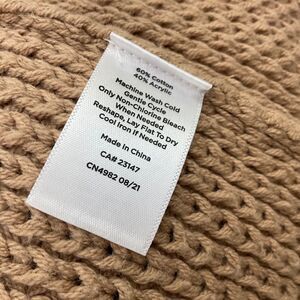 60% Cotton
40% Acrylic
Machine Wash Cold
Gentle Cycle
Only Non-Chlorine Bleach
When Needed
Reshape, Lay Flat To Dry
Cool Iron If Needed
Made In China
CA# 23147
CN4982 09/21